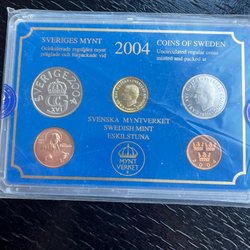 SVERIGES MYNT
Ocirkulerade reguljära mynt
präglade och förpackade vid
2004
COINS OF SWEDEN
Uncirculated regular coins
minted and packed at
SVERIGE 2004
XVI
SVENSKA MYNTVERKET
SWEDISH MINT
ESKILSTUNA
MYNT
VERKET